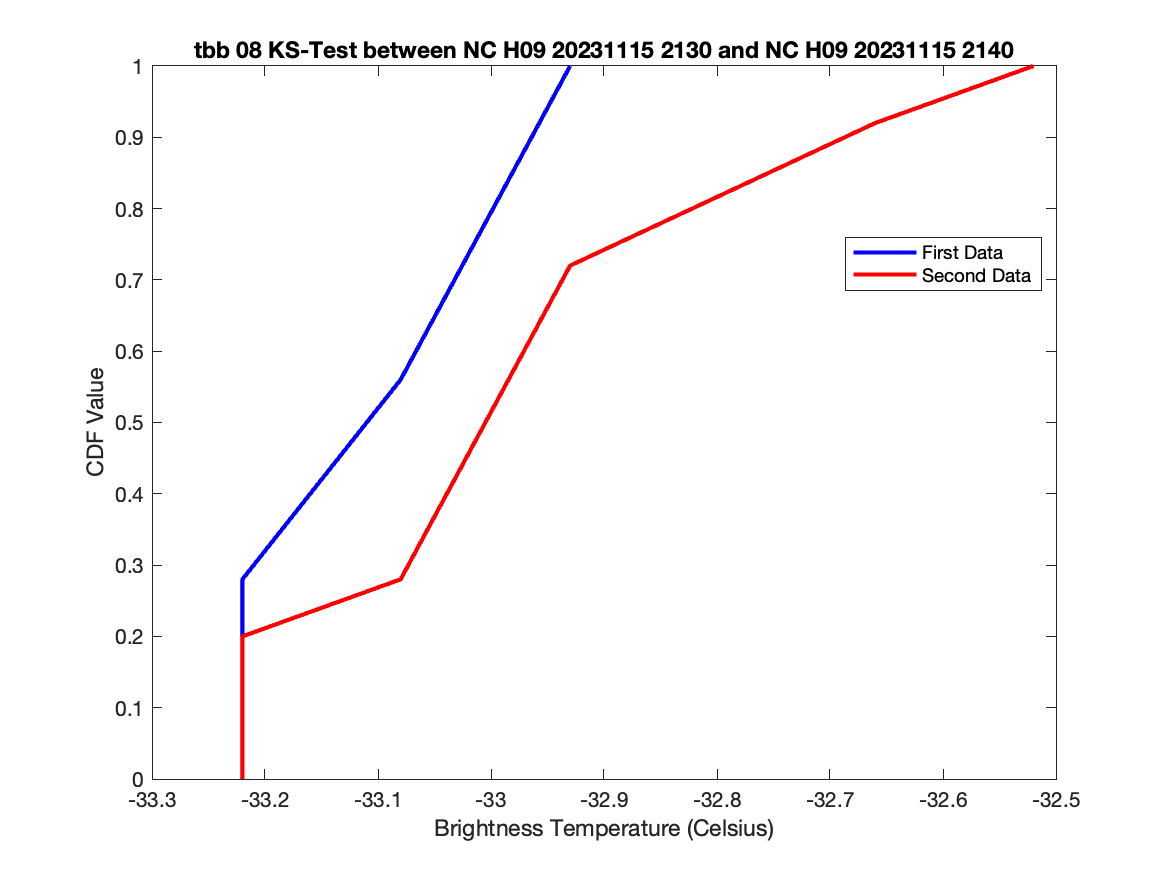 tbb 08 KS-Test between NC H09 20231115 2130 and NC H09 20231115 2140
1
0.9
0.8
0.7
0.6
0.5
0.4
0.3
0.2
0.1
0
CDF Value
First Data
Second Data
-33.3 -33.2 -33.1 -33 -32.9 -32.8 -32.7 -32.6 -32.5
Brightness Temperature (Celsius)